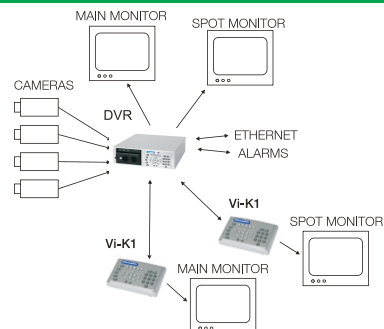 MAIN MONITOR
SPOT MONITOR
CAMERAS
DVR
ETHERNET
ALARMS
Vi-K1
SPOT MONITOR
Vi-K1
MAIN MONITOR